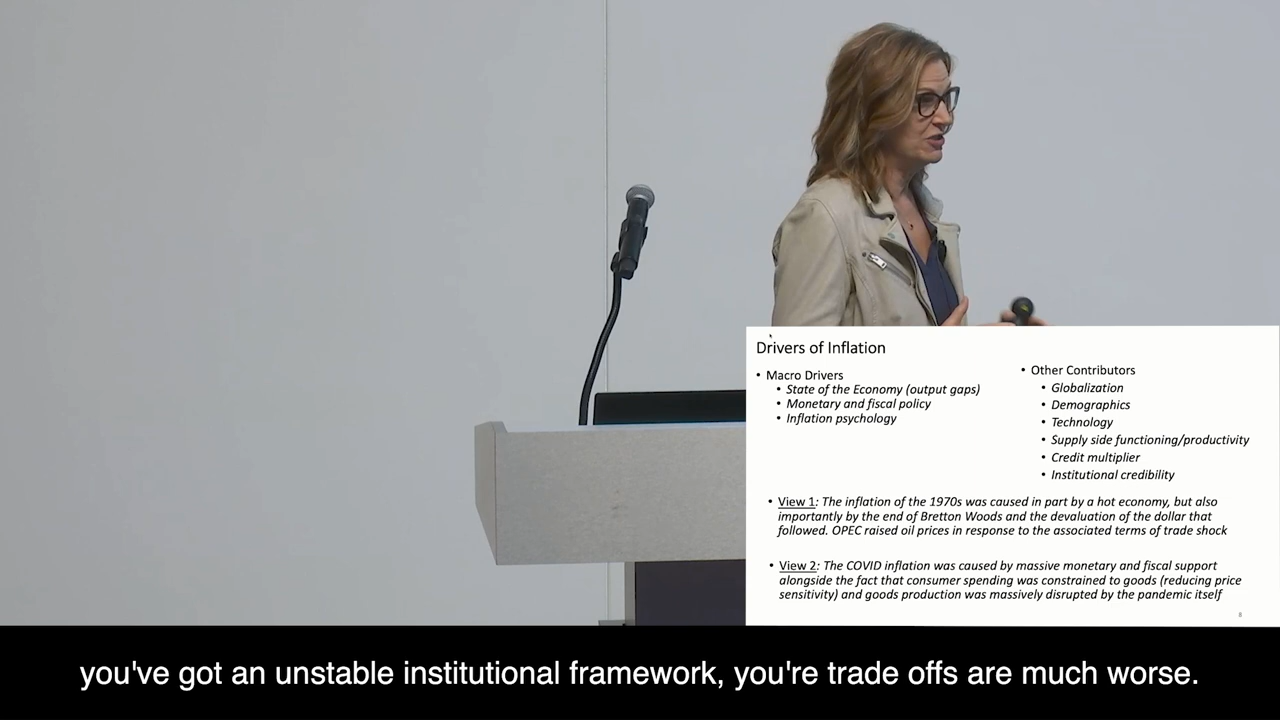 Drivers of Inflation
• Macro Drivers
• State of the Economy (output gaps)
• Monetary and fiscal policy
• Inflation psychology
• Other Contributors
• Globalization
• Demographics
• Technology
• Supply side functioning/productivity
• Credit multiplier
• Institutional credibility
• View 1: The inflation of the 1970s was caused in part by a hot economy, but also
importantly by the end of Bretton Woods and the devaluation of the dollar that
followed. OPEC raised oil prices in response to the associated terms of trade shock
• View 2: The COVID inflation was caused by massive monetary and fiscal support
alongside the fact that consumer spending was constrained to goods (reducing price
sensitivity) and goods production was massively disrupted by the pandemic itself
8
you've got an unstable institutional framework, you're trade offs are much worse.